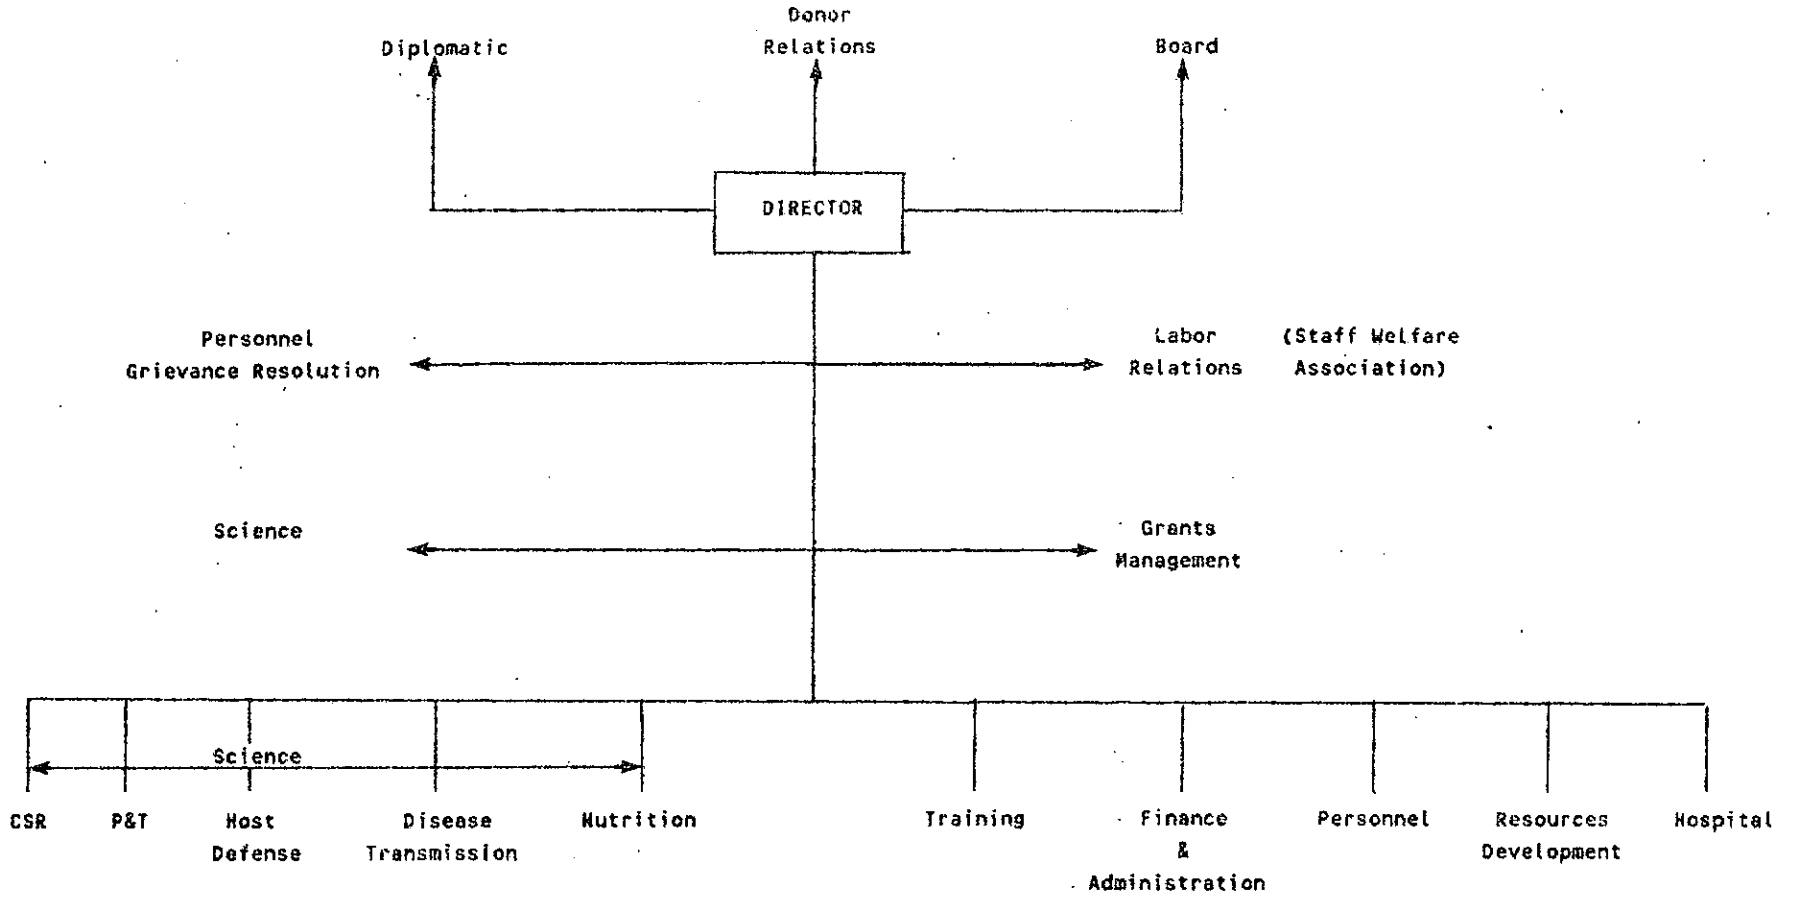 Donor
Diplomatic Relations Board
DIRECTOR
Personnel
Grievance Resolution
Labor (Staff Welfare
Relations Association)
Science
Grants
Management
Science
CSR P&T Host Disease Nutrition Training Finance Personnel Resources Hospital
Defense Transmission & Development
Administration